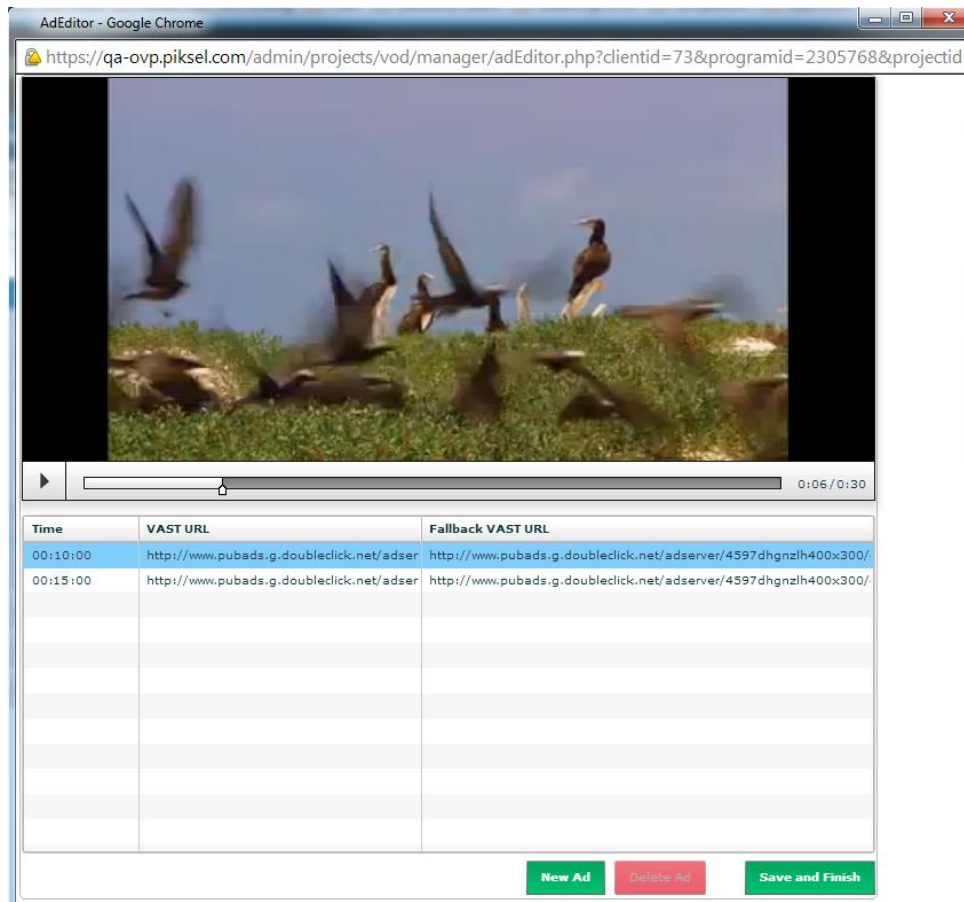 AdEditor - Google Chrome
https://qa-ovp.piksel.com/admin/projects/vod/manager/adEditor.php?clientid=73&programid=2305768&projectid=
0:06/0:30
Time VAST URL Fallback VAST URL
00:10:00 http://www.pubads.g.doubleclick.net/adser http://www.pubads.g.doubleclick.net/adserver/4597dhgnzlh400x300/
00:15:00 http://www.pubads.g.doubleclick.net/adser http://www.pubads.g.doubleclick.net/adserver/4597dhgnzlh400x300/
New Ad Delete Ad Save and Finish